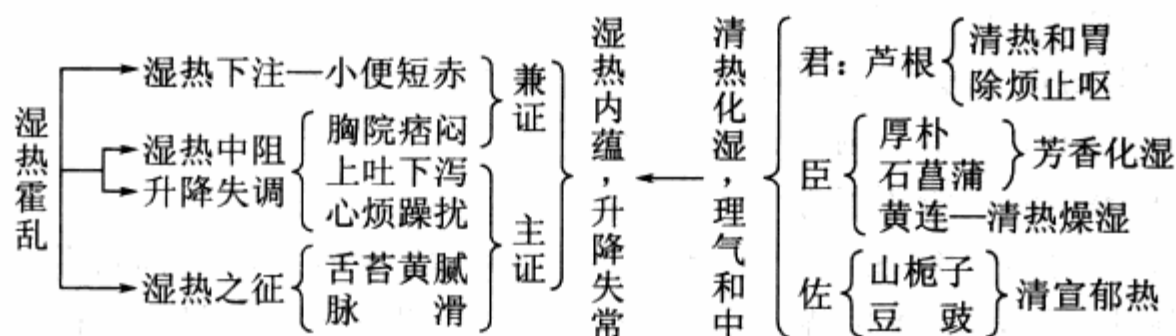 湿热霍乱
湿热下注—小便短赤
湿热中阻
升降失调
胸院痞闷
上吐下泻
心烦躁扰
湿热之征
舌苔黄腻
脉 滑
兼证
主证
湿热内蕴，升降失常
清热化湿，理气和中
君：芦根
清热和胃
除烦止呕
臣
厚朴
石菖蒲
芳香化湿
黄连—清热燥湿
佐
山栀子
豆 豉
清宣郁热